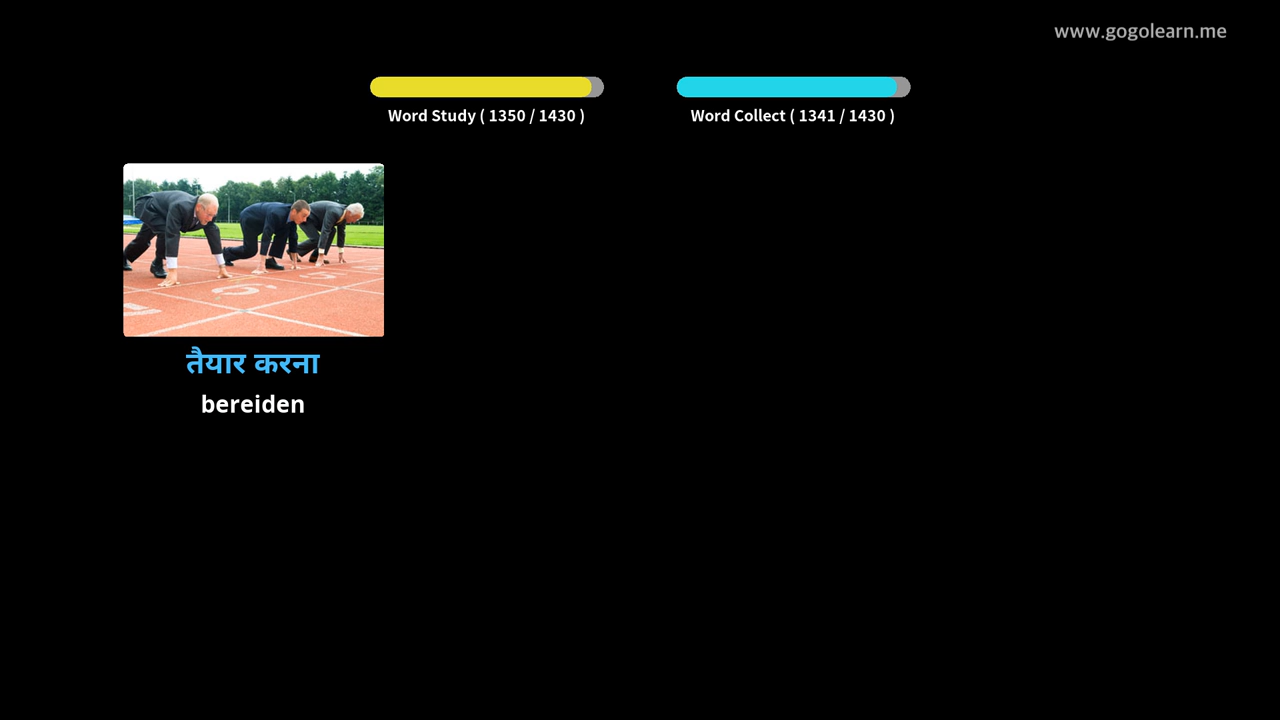 www.gogolearn.me
Word Study ( 1350 / 1430 )
Word Collect ( 1341 / 1430 )
तैयार करना
bereiden